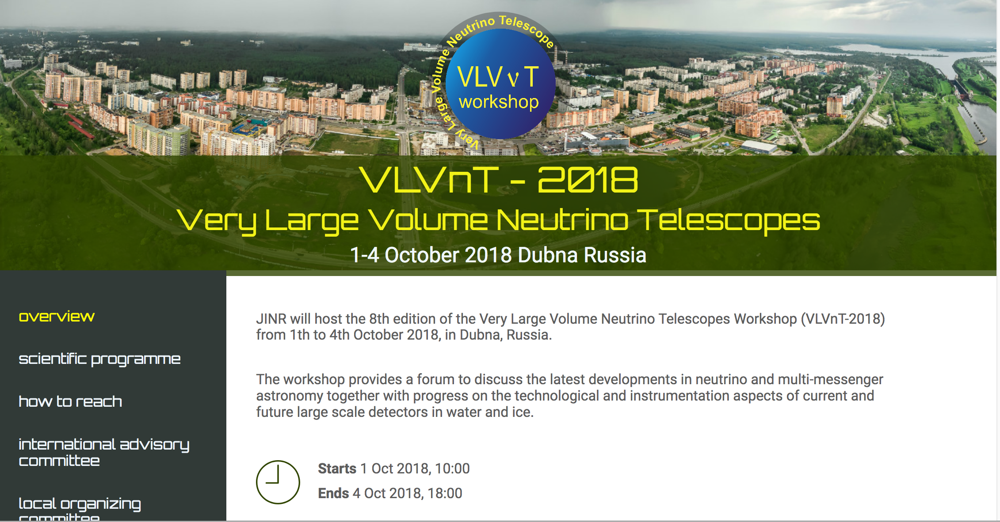 Very Large Volume Neutrino Telescope
VLVνT
workshop
VLVnT - 2018
Very Large Volume Neutrino Telescopes
1-4 October 2018 Dubna Russia
overview
scientific programme
how to reach
international advisory
committee
local organizing
committee
JINR will host the 8th edition of the Very Large Volume Neutrino Telescopes Workshop (VLVnT-2018)
from 1th to 4th October 2018, in Dubna, Russia.
The workshop provides a forum to discuss the latest developments in neutrino and multi-messenger
astronomy together with progress on the technological and instrumentation aspects of current and
future large scale detectors in water and ice.
Starts 1 Oct 2018, 10:00
Ends 4 Oct 2018, 18:00